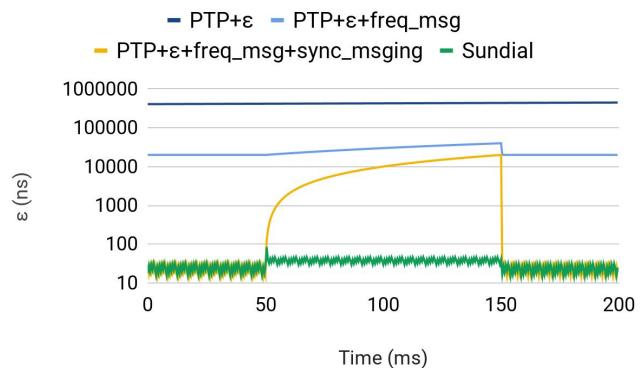 PTP+ε PTP+ε+freq_msg
PTP+ε+freq_msg+sync_msging Sundial
1000000
100000
10000
1000
100
10
ε (ns)
0 50 100 150 200
Time (ms)